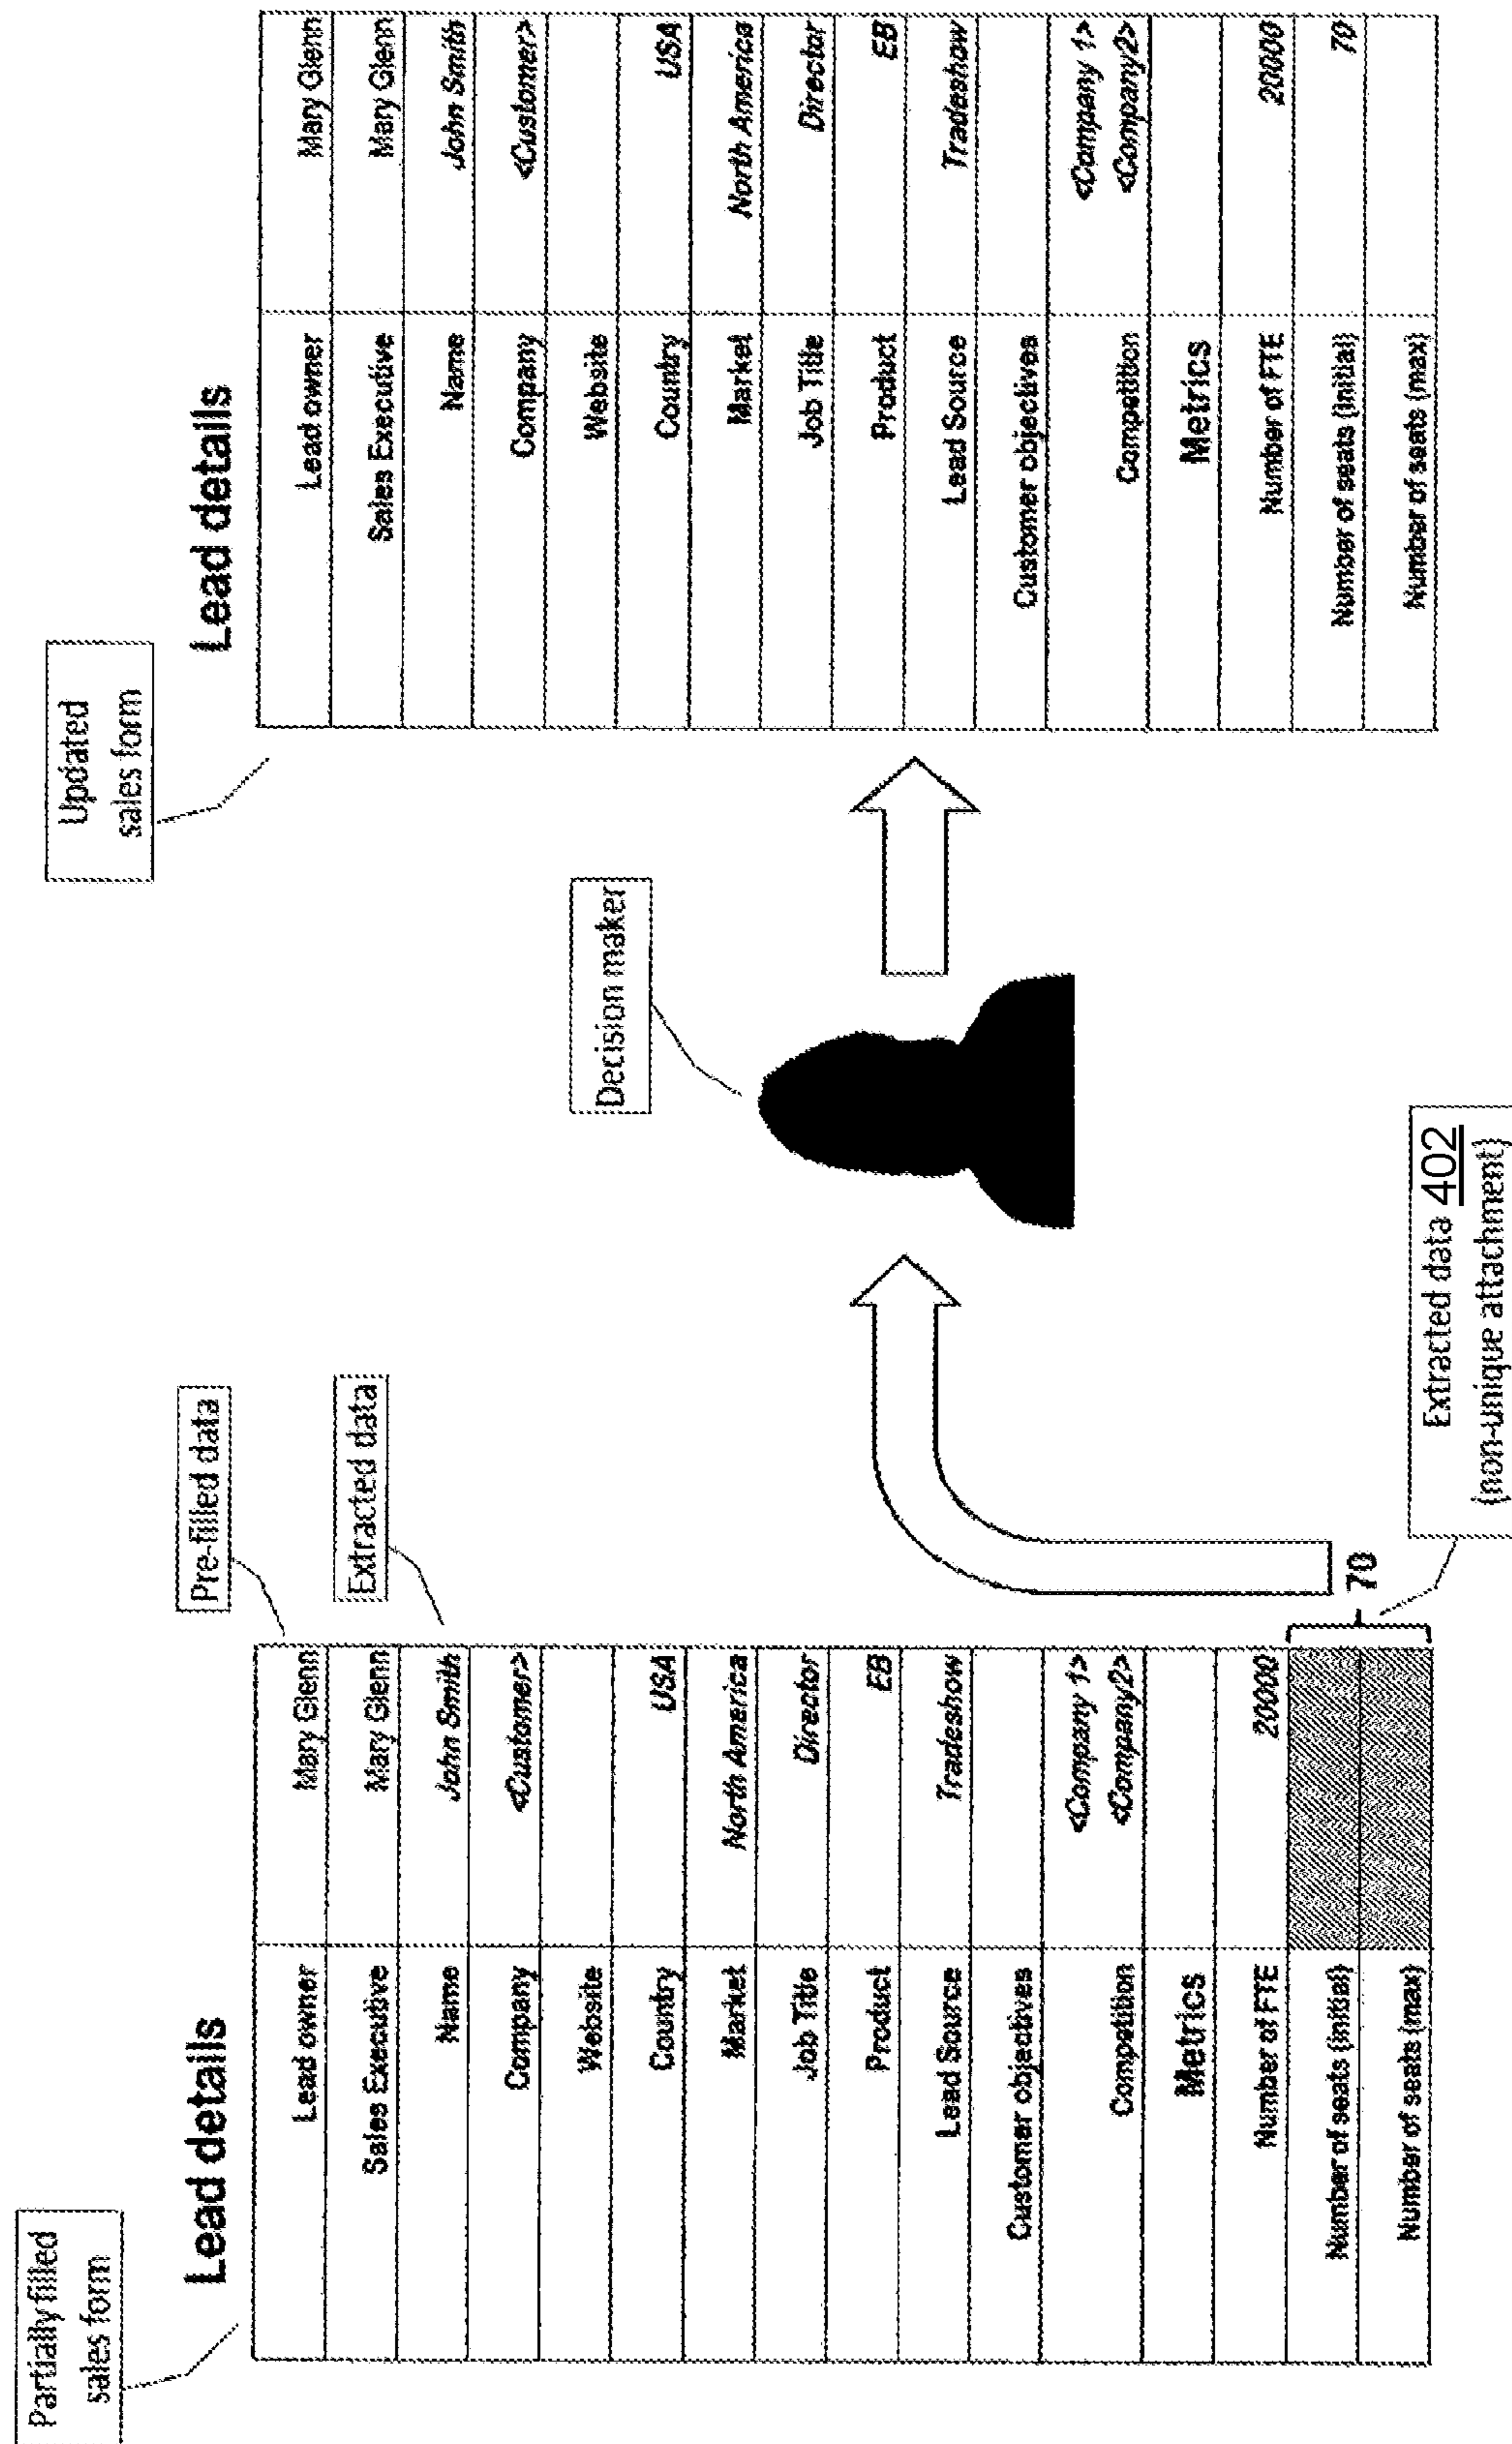 Partially filled
sales form
Lead details
Pre-filled data
Extracted data
Lead owner Mary Glenn
Sales Executive Mary Glenn
Name John Smith
Company <Customer>
Website
Country USA
Market North America
Job Title Director
Product EB
Lead Source Tradeshow
Customer objectives
Competition <Company 1>
<Company2>
Metrics
Number of FTE 20000
Number of seats (initial)
Number of seats (max)
70
Extracted data 402
(non-unique attachment)
Decision maker
Updated
sales form
Lead details
Lead owner Mary Glenn
Sales Executive Mary Glenn
Name John Smith
Company <Customer>
Website
Country USA
Market North America
Job Title Director
Product EB
Lead Source Tradeshow
Customer objectives
Competition <Company 1>
<Company2>
Metrics
Number of FTE 20000
Number of seats (initial) 70
Number of seats (max)